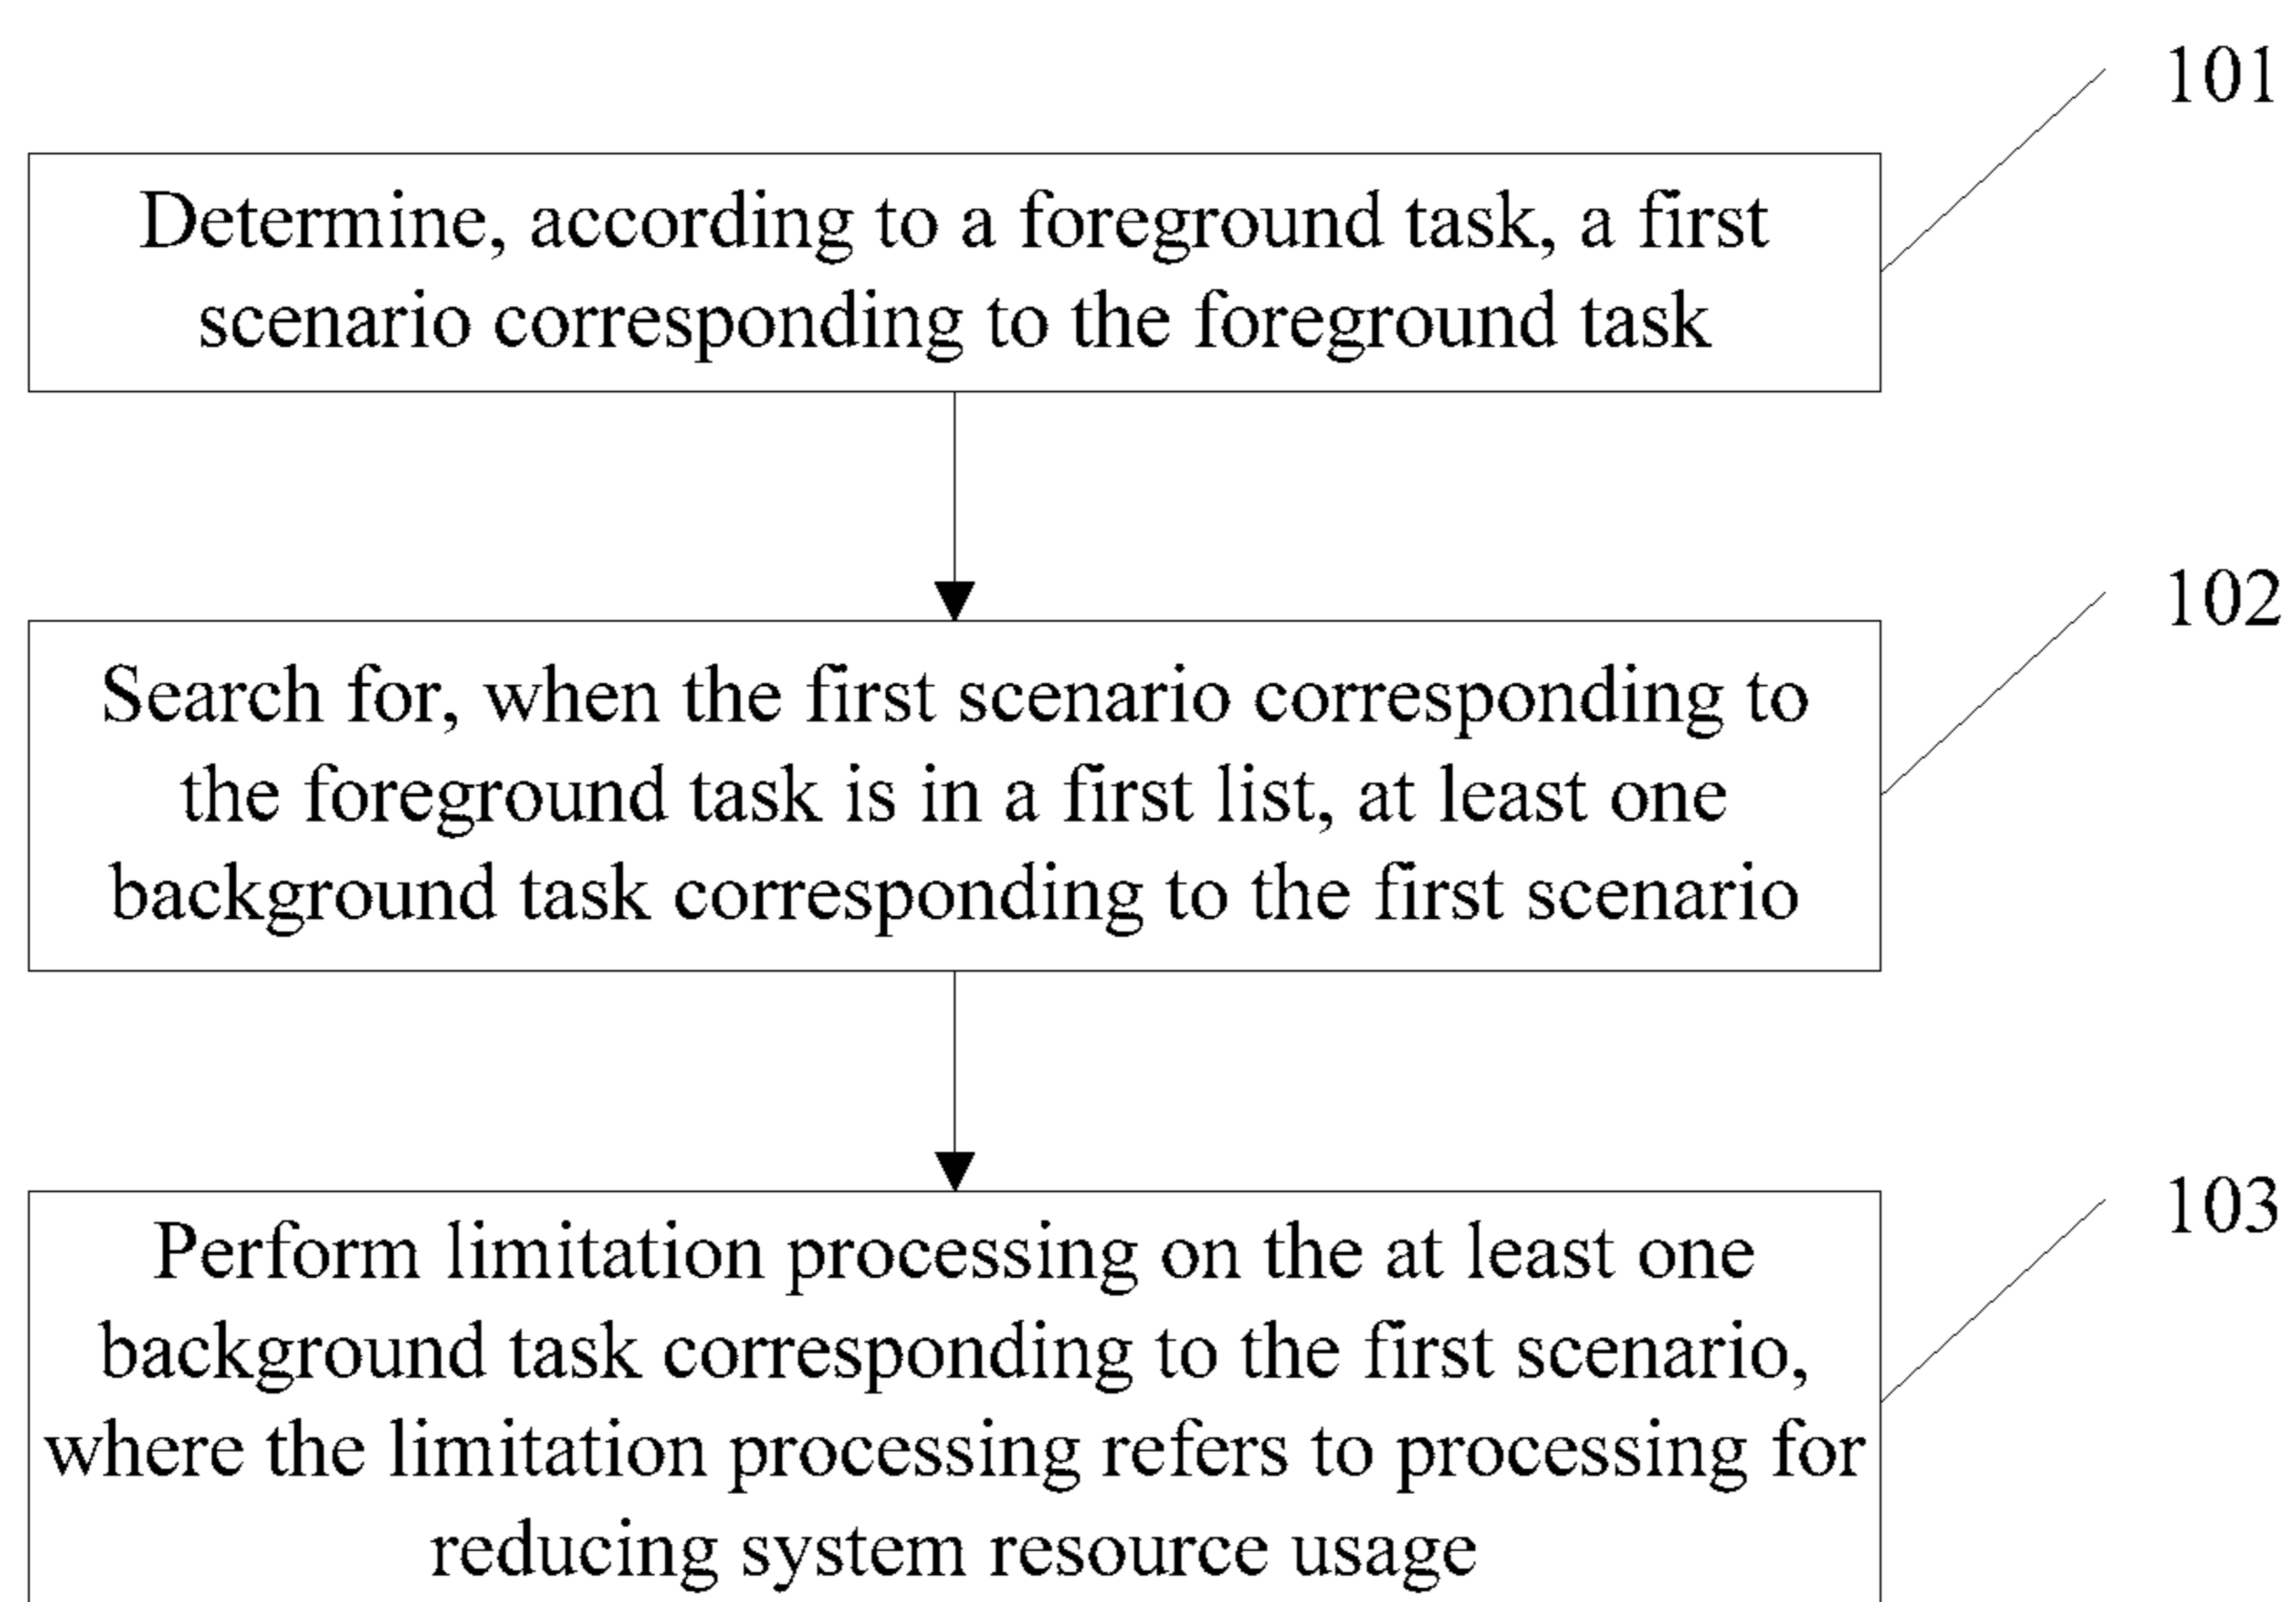 101
Determine, according to a foreground task, a first
scenario corresponding to the foreground task
102
Search for, when the first scenario corresponding to
the foreground task is in a first list, at least one
background task corresponding to the first scenario
103
Perform limitation processing on the at least one
background task corresponding to the first scenario,
where the limitation processing refers to processing for
reducing system resource usage